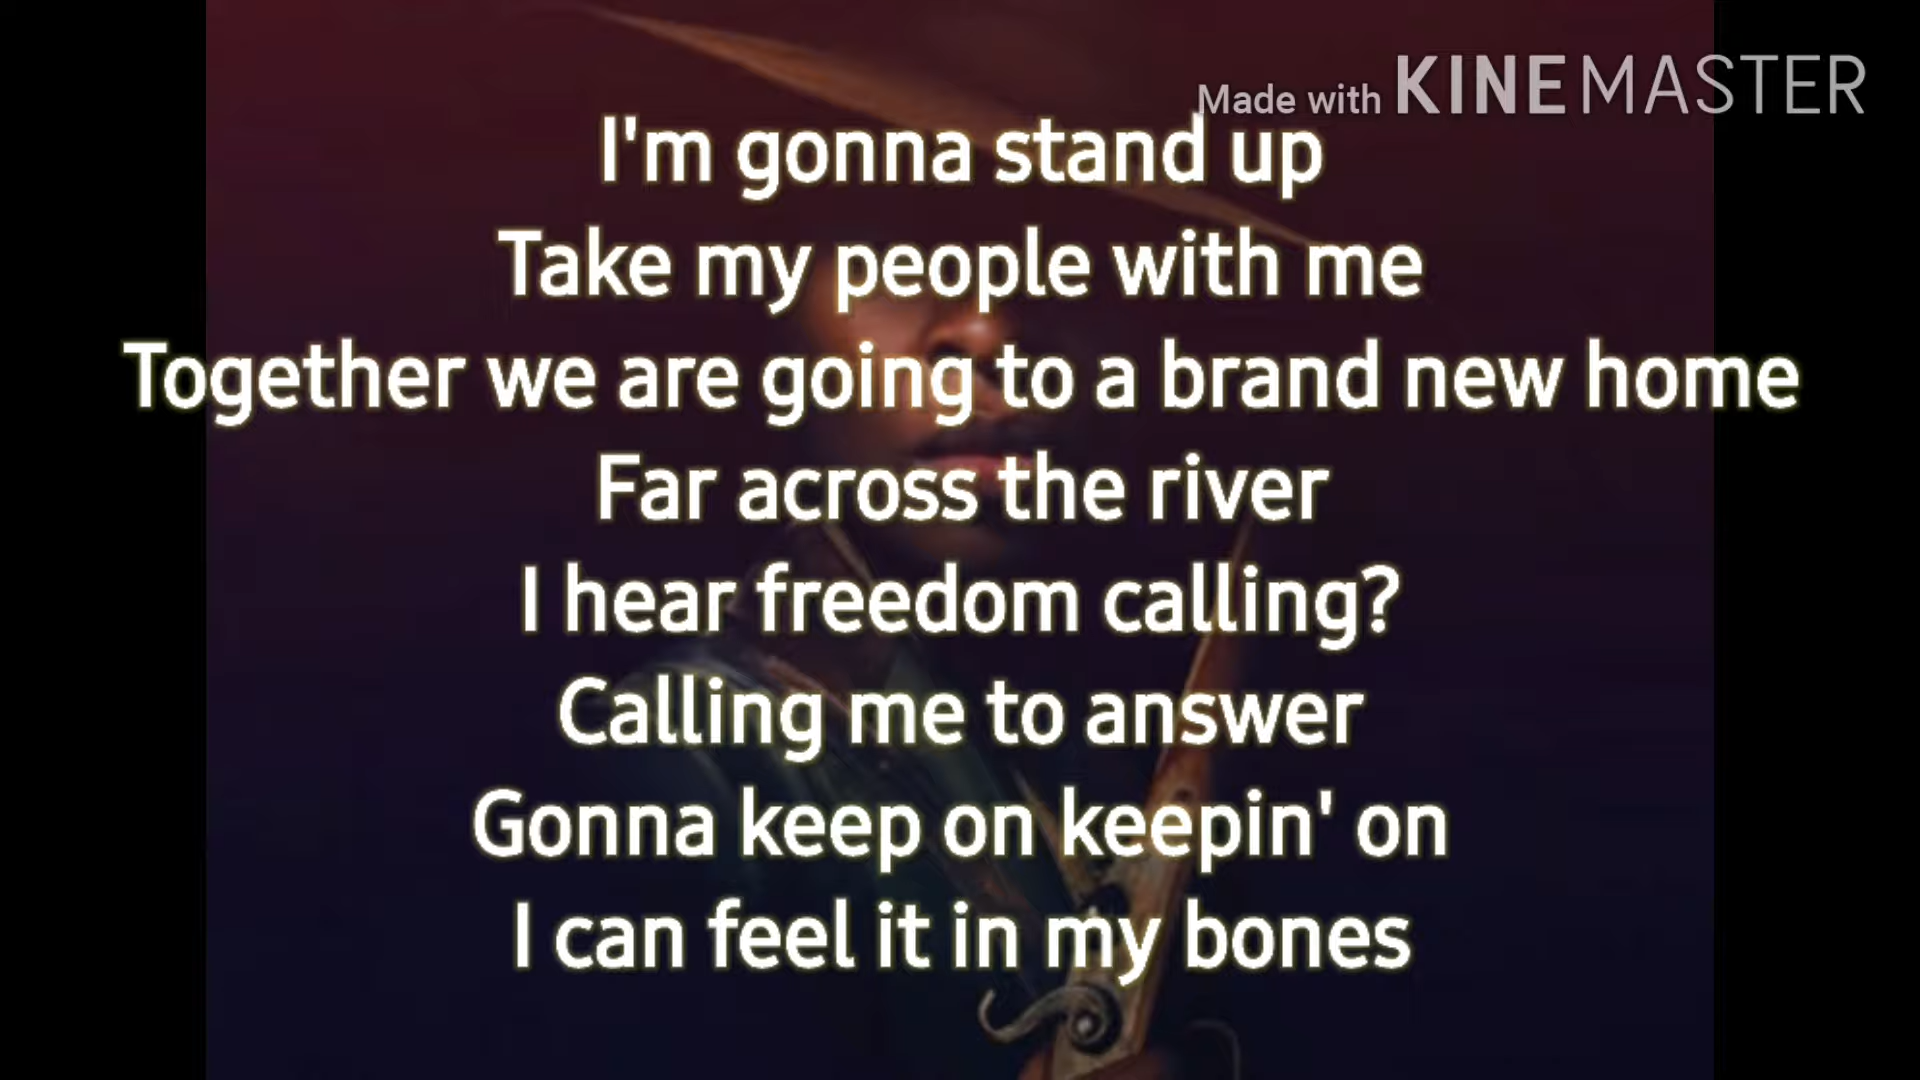 Made with KINEMASTER
I'm gonna stand up
Take my people with me
Together we are going to a brand new home
Far across the river
I hear freedom calling?
Calling me to answer
Gonna keep on keepin' on
I can feel it in my bones